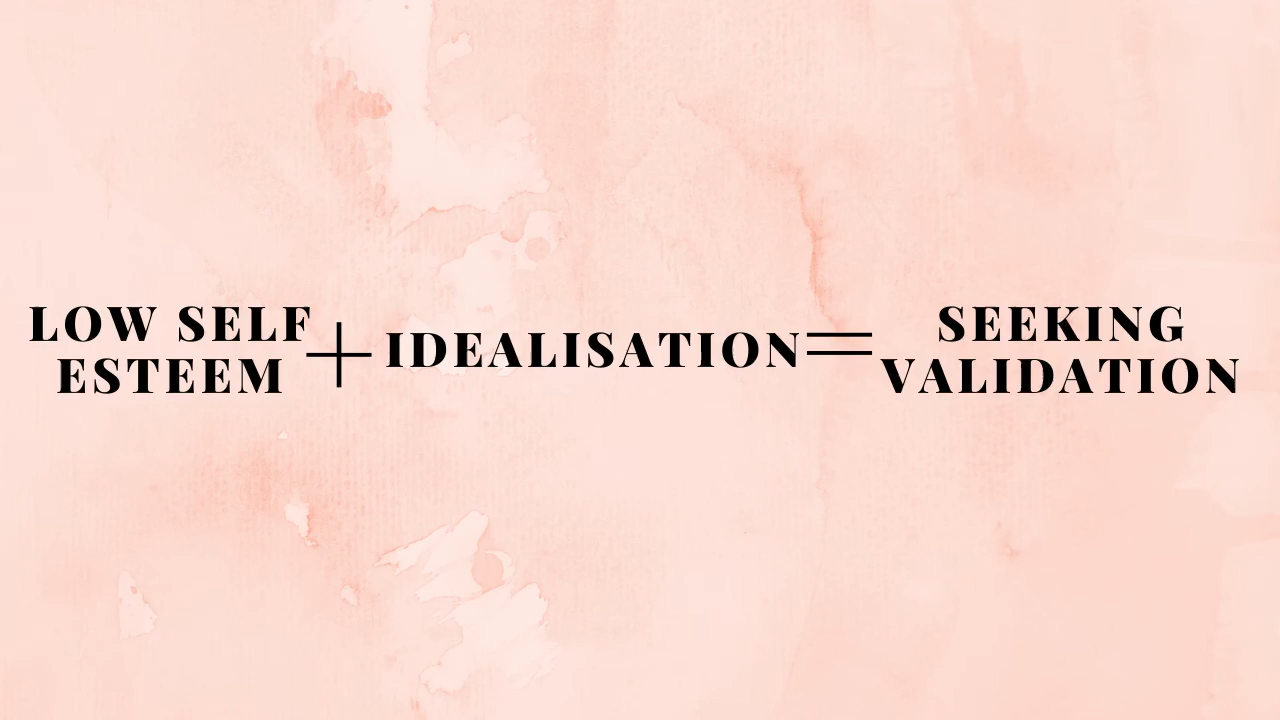 LOW SELF
ESTEEM
+
IDEALISATION
=
SEEKING
VALIDATION